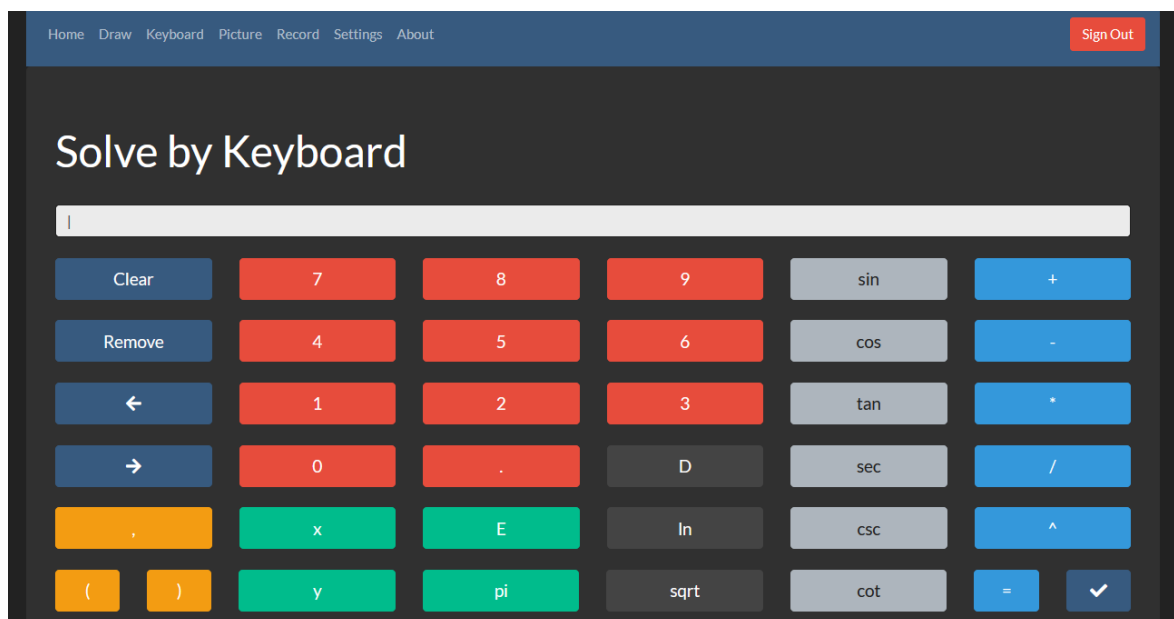 Home Draw Keyboard Picture Record Settings About Sign Out
Solve by Keyboard
|
Clear 7 8 9 sin +
Remove 4 5 6 cos -
← 1 2 3 tan *
→ 0 . D sec /
, x E ln csc ^
( ) y pi sqrt cot = ✓